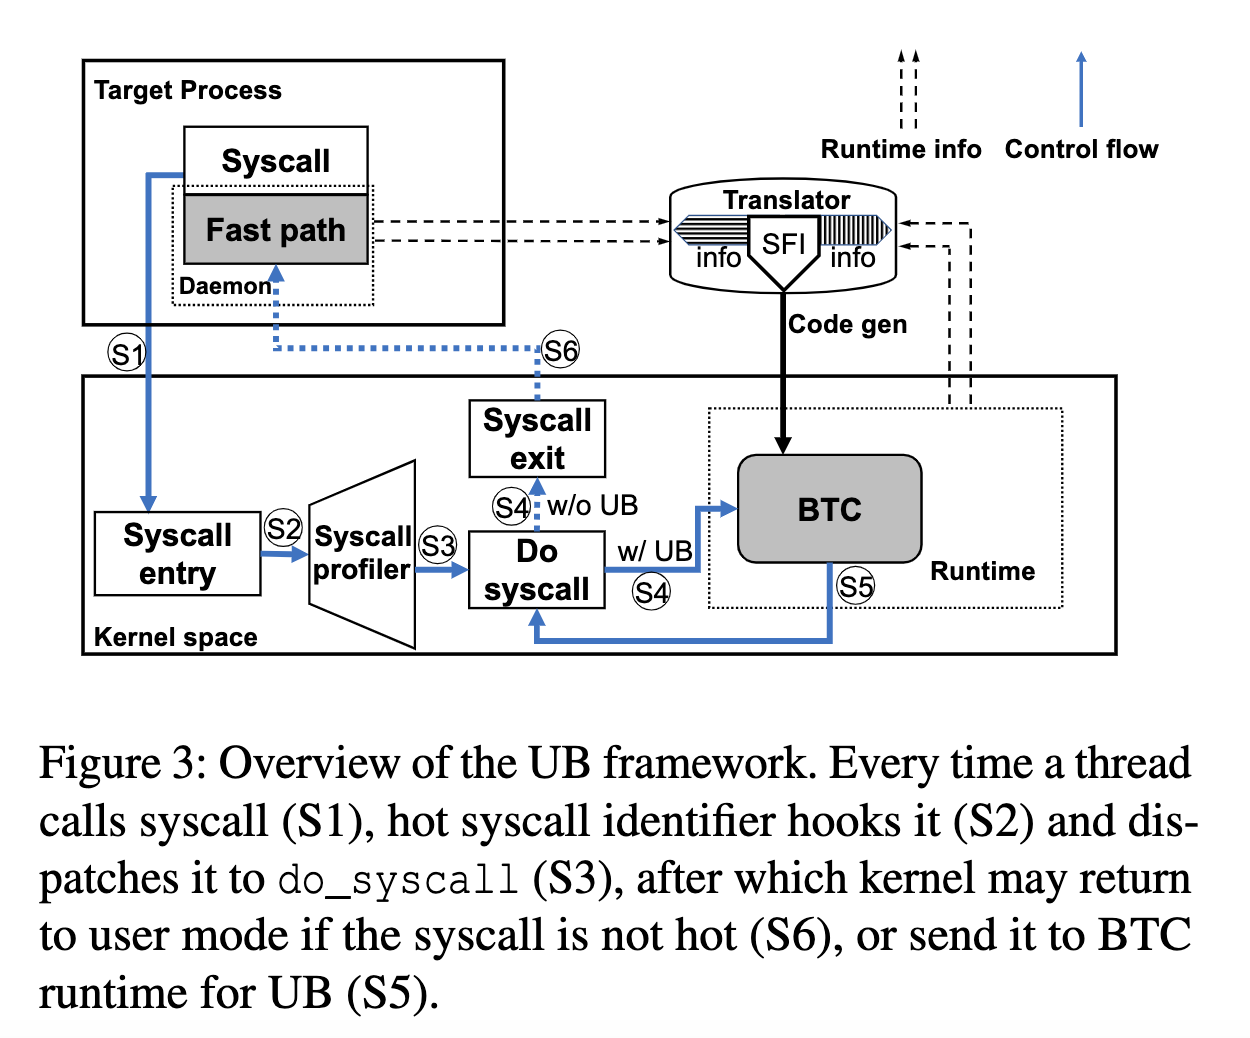 Target Process
Syscall
Fast path
Daemon
Runtime info
Control flow
Translator
SFI
info
info
Code gen
S1
S6
Syscall
exit
S4
w/o UB
BTC
Syscall
entry
S2
Syscall
profiler
S3
Do
syscall
w/ UB
S4
S5
Runtime
Kernel space
Figure 3: Overview of the UB framework. Every time a thread
calls syscall (S1), hot syscall identifier hooks it (S2) and dis-
patches it to do_syscall (S3), after which kernel may return
to user mode if the syscall is not hot (S6), or send it to BTC
runtime for UB (S5).